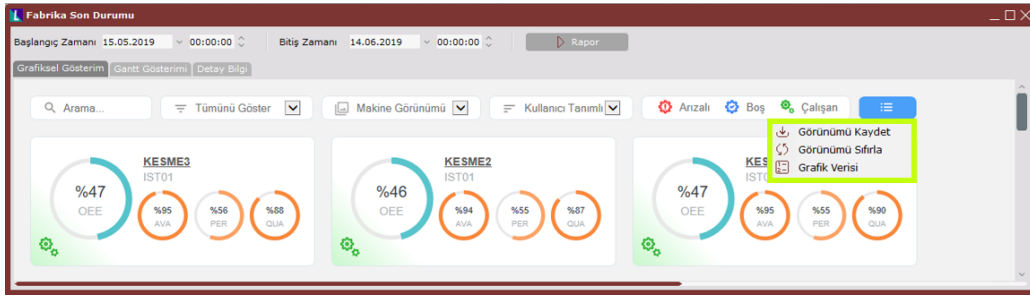 Fabrika Son Durumu
Başlangıç Zamanı 15.05.2019 00:00:00 Bitiş Zamanı 14.06.2019 00:00:00 Rapor
Grafiksel Gösterim Gantt Gösterimi Detay Bilgi
Arama... Tümünü Göster Makine Görünümü Kullanıcı Tanımlı Arızalı Boş Çalışan
Görünümü Kaydet
Görünümü Sıfırla
Grafik Verisi
KESME3
IST01
%47
OEE
%95 %56 %88
AVA PER QUA
KESME2
IST01
%46
OEE
%94 %55 %87
AVA PER QUA
KES
IST0
%47
OEE
%95 %55 %90
AVA PER QUA